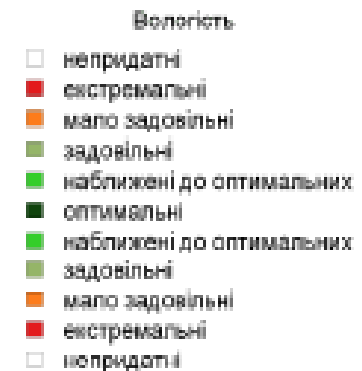 Вологість
непридатні
екстремальні
мало задовільні
задовільні
наближені до оптимальних
оптимальні
наближені до оптимальних
задовільні
мало задовільні
екстремальні
непридатні